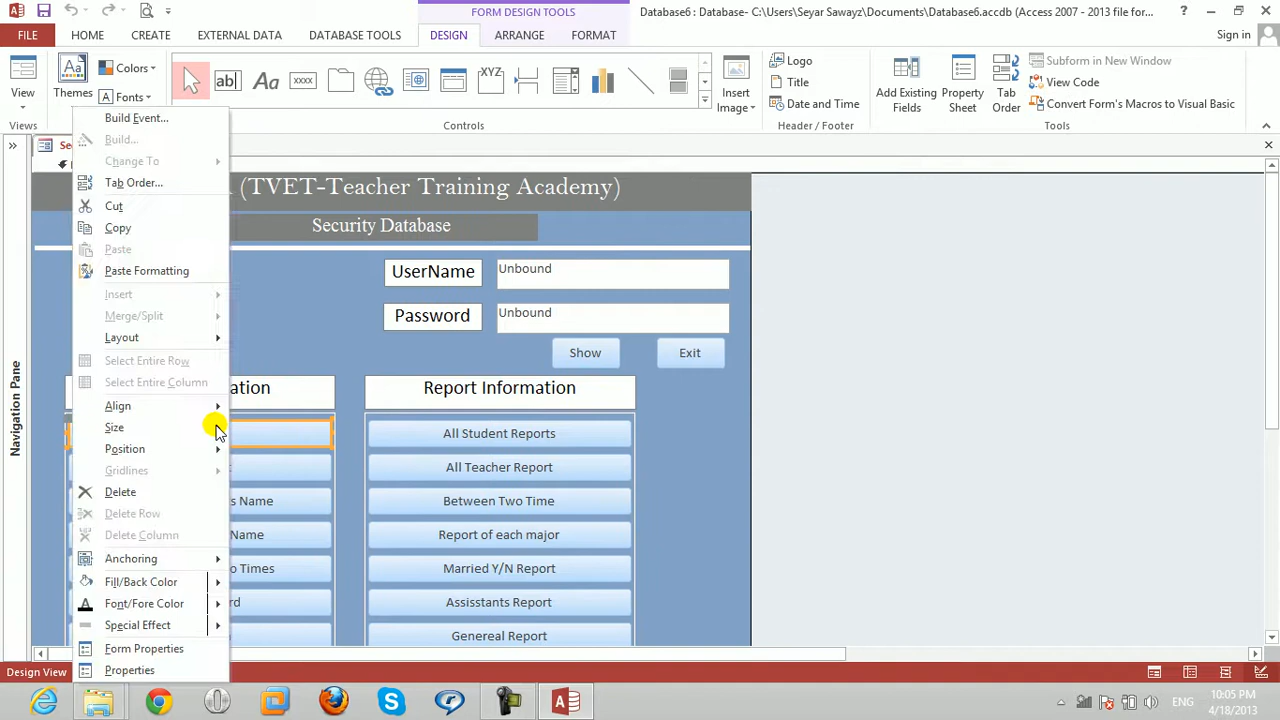 FORM DESIGN TOOLS
Database6 : Database- C:\Users\Seyar Sawayz\Documents\Database6.accdb (Access 2007 - 2013 file for...
FILE HOME CREATE EXTERNAL DATA DATABASE TOOLS DESIGN ARRANGE FORMAT
Sign in
View
Views
Themes
Colors
Fonts
ab|
Aa
xxxx
XYZ
Controls
Insert Image
Logo
Title
Date and Time
Header / Footer
Add Existing Fields
Property Sheet
Tab Order
Subform in New Window
View Code
Convert Form's Macros to Visual Basic
Tools
Build Event...
Build...
Change To
Tab Order...
Cut
Copy
Paste
Paste Formatting
Insert
Merge/Split
Layout
Select Entire Row
Select Entire Column
Align
Size
Position
Gridlines
Delete
Delete Row
Delete Column
Anchoring
Fill/Back Color
Font/Fore Color
Special Effect
Form Properties
Properties
Navigation Pane
(TVET-Teacher Training Academy)
Security Database
UserName
Unbound
Password
Unbound
Show
Exit
Report Information
All Student Reports
All Teacher Report
Between Two Time
Name
Report of each major
Name
Married Y/N Report
Times
Assisstants Report
Genereal Report
Design View
ENG
10:05 PM
4/18/2013